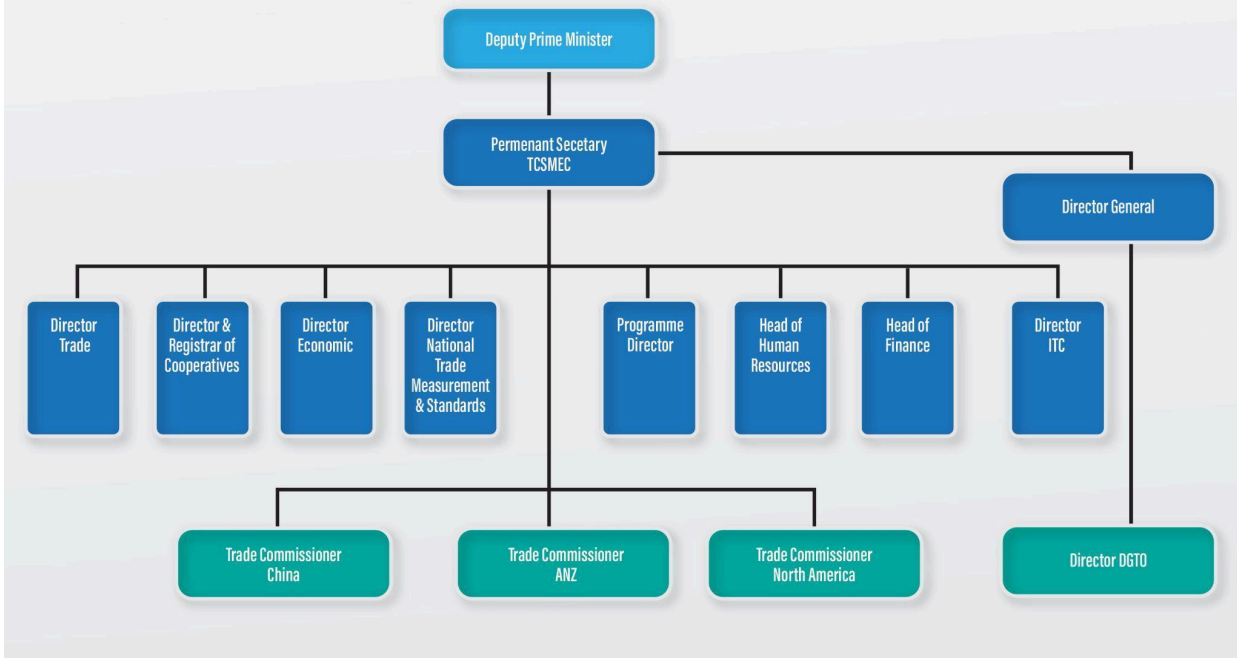 Deputy Prime Minister
Permenant Secetary
TCSMEC
Director General
Director
Trade
Director &
Registrar of
Cooperatives
Director
Economic
Director
National
Trade
Measurement
& Standards
Programme
Director
Head of
Human
Resources
Head of
Finance
Director
ITC
Trade Commissioner
China
Trade Commissioner
ANZ
Trade Commissioner
North America
Director DGTO